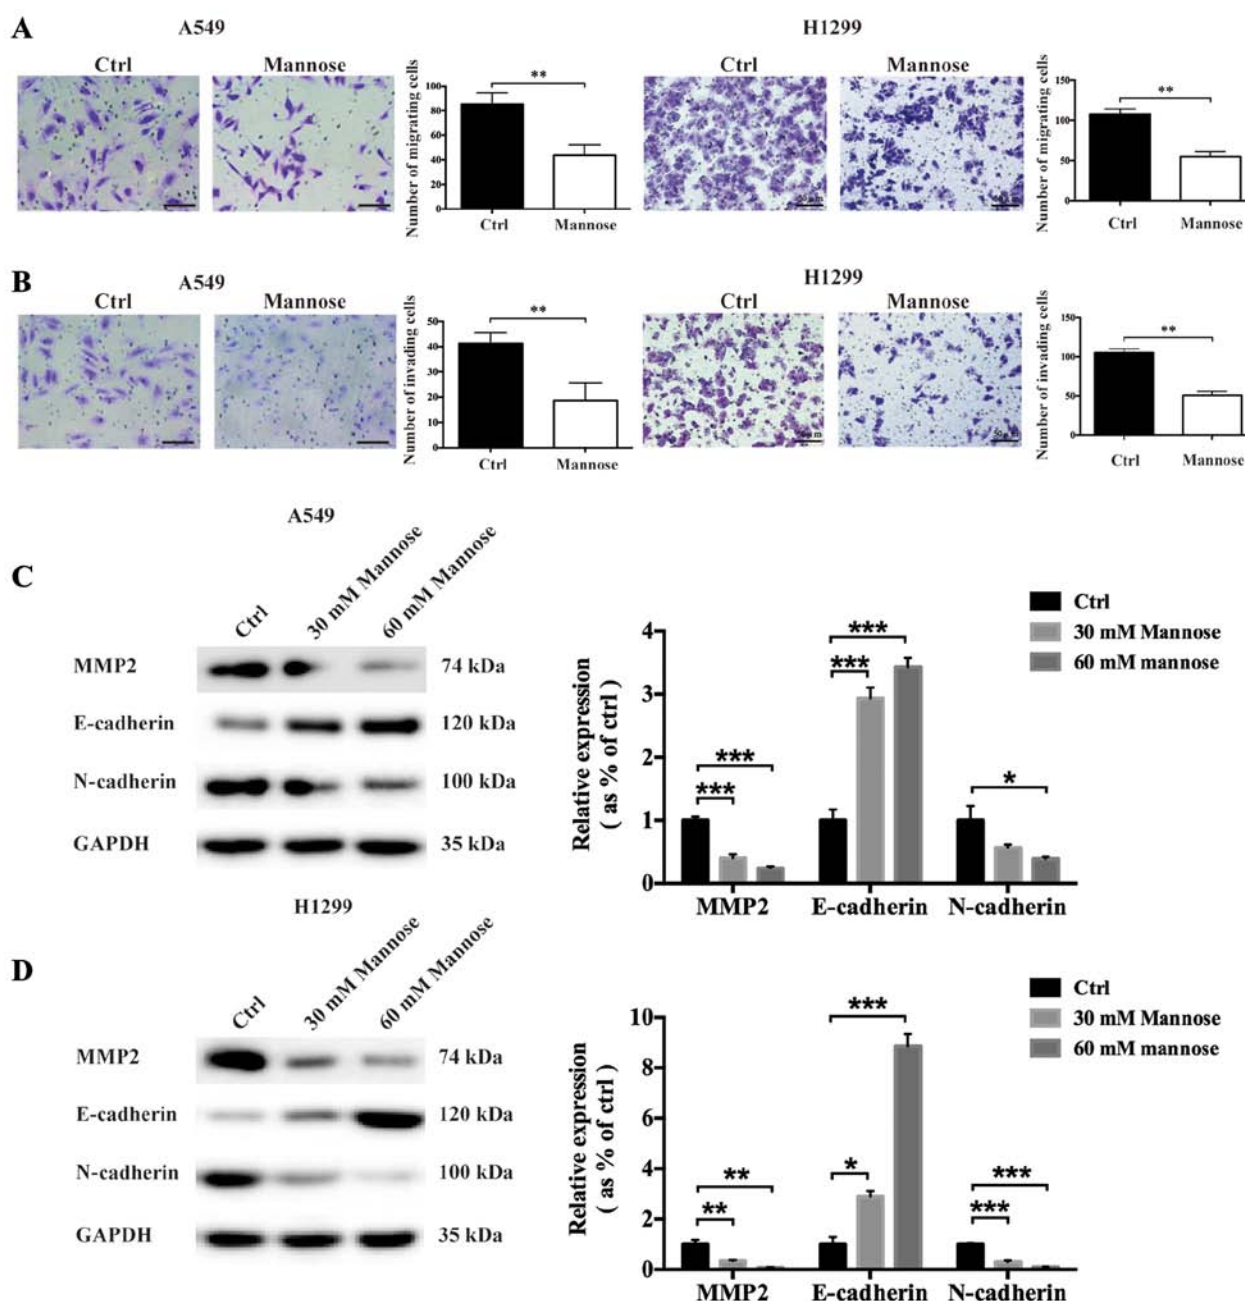 A
A549
H1299
Ctrl
Mannose
Number of migrating cells
100
80
60
40
20
0
**
Ctrl
Mannose
Ctrl
Mannose
50 μm
Number of migrating cells
150
100
50
0
**
Ctrl
Mannose
B
A549
H1299
Ctrl
Mannose
Number of invading cells
50
40
30
20
10
0
**
Ctrl
Mannose
Ctrl
Mannose
Number of invading cells
150
100
50
0
**
Ctrl
Mannose
C
A549
Ctrl
30 mM Mannose
60 mM Mannose
MMP2
74 kDa
E-cadherin
120 kDa
N-cadherin
100 kDa
GAPDH
35 kDa
Relative expression
( as % of ctrl )
4
3
2
1
0
***
***
***
***
*
MMP2
E-cadherin
N-cadherin
Ctrl
30 mM Mannose
60 mM mannose
D
H1299
Ctrl
30 mM Mannose
60 mM Mannose
MMP2
74 kDa
E-cadherin
120 kDa
N-cadherin
100 kDa
GAPDH
35 kDa
Relative expression
( as % of ctrl )
10
8
6
4
2
0
**
**
***
*
***
***
MMP2
E-cadherin
N-cadherin
Ctrl
30 mM Mannose
60 mM mannose